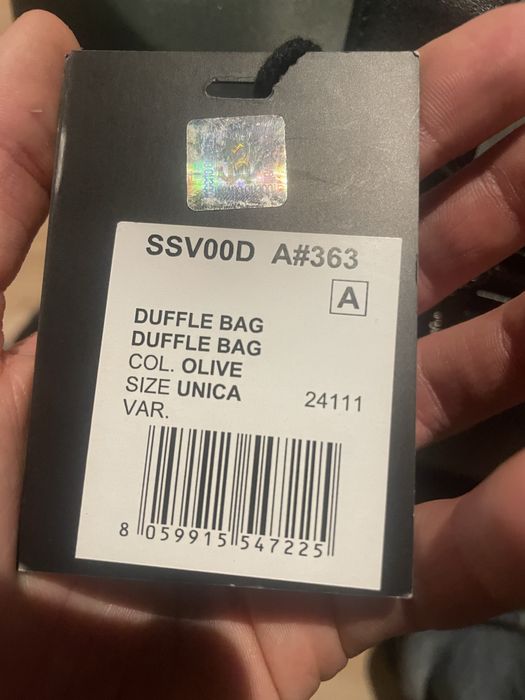 SSV00D A#363
A
DUFFLE BAG
DUFFLE BAG
COL. OLIVE
SIZE UNICA 24111
VAR.
8 059915 547225